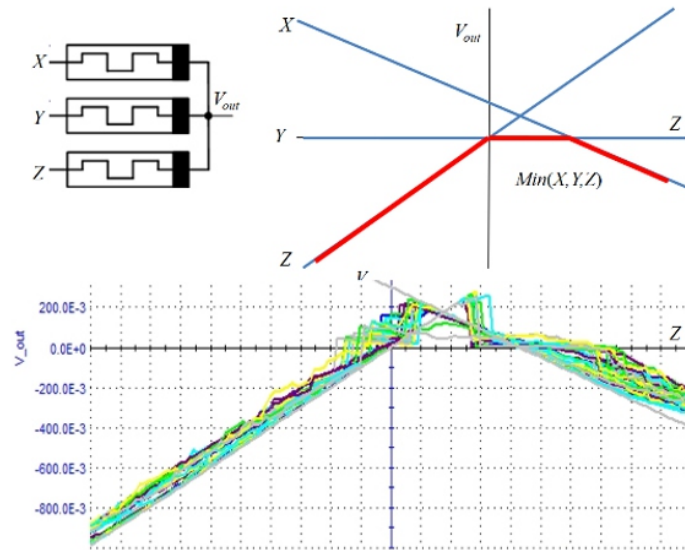 X
Y
Z
V_out
X
V_out
Y
Z
Min(X,Y,Z)
Z
200.0E-3
0.0E+0
-200.0E-3
-400.0E-3
-600.0E-3
-800.0E-3
V_out
Z